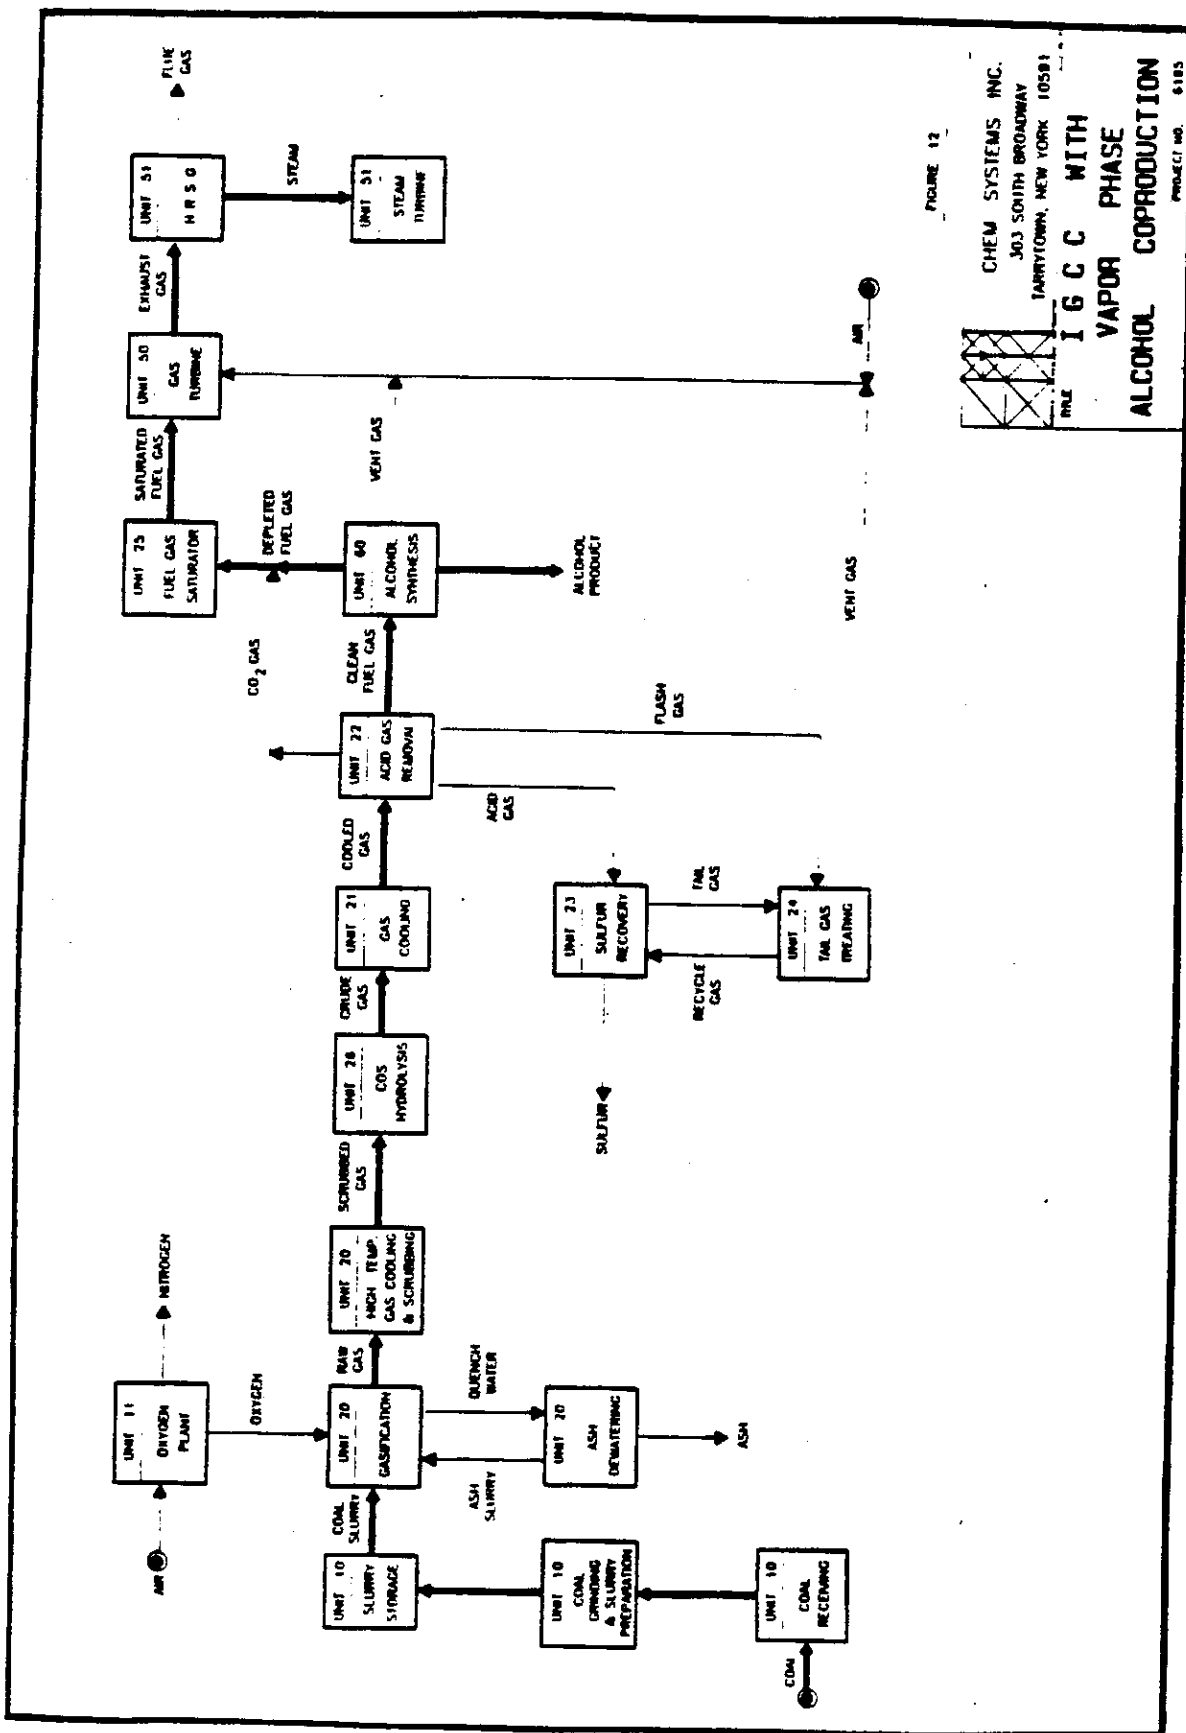 UNIT 11
OXYGEN
PLANT
AIR
NITROGEN
OXYGEN
UNIT 10
SLURRY
STORAGE
COAL
SLURRY
UNIT 20
GASIFICATION
RAW
GAS
UNIT 20
HIGH TEMP.
GAS COOLING
& SCRUBBING
SCRUBBED
GAS
UNIT 28
COS
HYDROLYSIS
CRUDE
GAS
UNIT 21
GAS
COOLING
COOLED
GAS
UNIT 22
ACID GAS
REMOVAL
CO2 GAS
CLEAN
FUEL GAS
UNIT 60
ALCOHOL
SYNTHESIS
DEPLETED
FUEL GAS
UNIT 25
FUEL GAS
SATURATOR
SATURATED
FUEL GAS
UNIT 50
GAS
TURBINE
EXHAUST
GAS
UNIT 51
H R S G
FLUE
GAS
STEAM
UNIT 51
STEAM
TURBINE
VENT GAS
ALCOHOL
PRODUCT
QUENCH
WATER
ASH
SLURRY
UNIT 20
ASH
DEWATERING
ASH
UNIT 10
COAL
GRINDING
& SLURRY
PREPARATION
UNIT 10
COAL
RECEIVING
COAL
ACID
GAS
FLASH
GAS
UNIT 23
SULFUR
RECOVERY
SULFUR
TAIL
GAS
RECYCLE
GAS
UNIT 24
TAIL GAS
TREATING
VENT GAS
AIR
FIGURE 12
CHEM SYSTEMS INC.
303 SOUTH BROADWAY
TARRYTOWN, NEW YORK 10591
TITLE
I G C C WITH
VAPOR PHASE
ALCOHOL COPRODUCTION
PROJECT NO. 6185